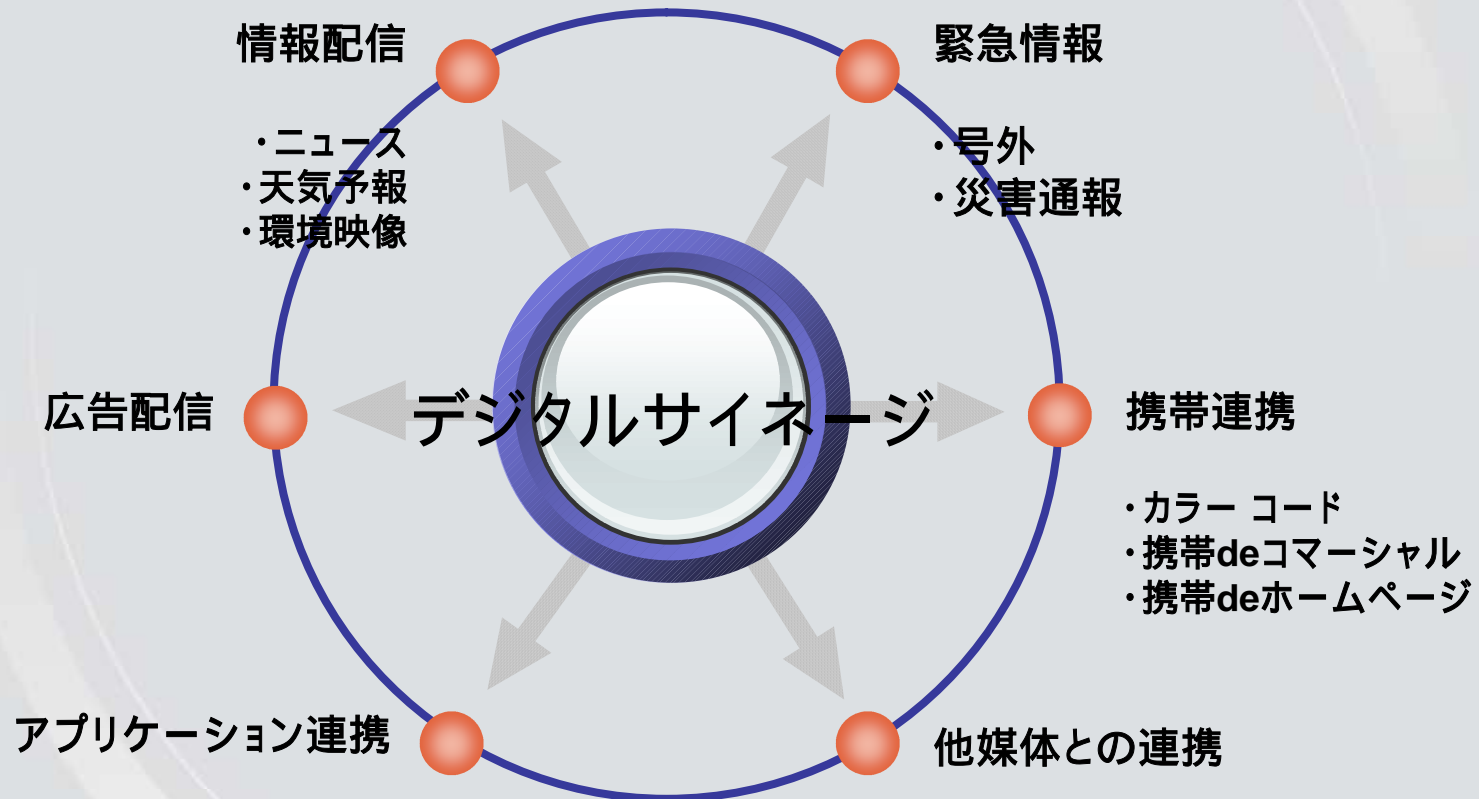 情報配信
・ニュース
・天気予報
・環境映像
緊急情報
・号外
・災害通報
広告配信
デジタルサイネージ
携帯連携
・カラー コード
・携帯deコマーシャル
・携帯deホームページ
アプリケーション連携
他媒体との連携